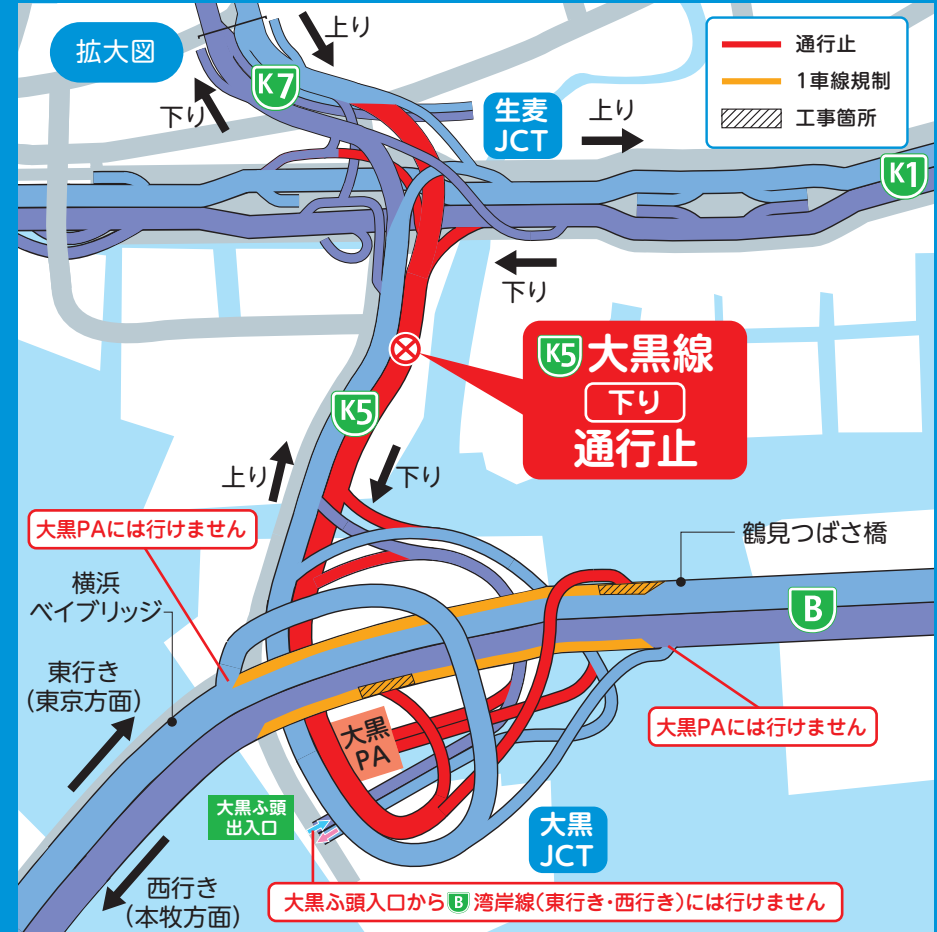 拡大図
上り
通行止
1車線規制
工事箇所
K7
下り
生麦
JCT
上り
K1
下り
K5 大黒線
下り
通行止
K5
上り
下り
大黒PAには行けません
鶴見つばさ橋
横浜
ベイブリッジ
B
東行き
(東京方面)
大黒PAには行けません
大黒
PA
大黒ふ頭
出入口
大黒
JCT
西行き
(本牧方面)
大黒ふ頭入口から B 湾岸線(東行き・西行き)には行けません